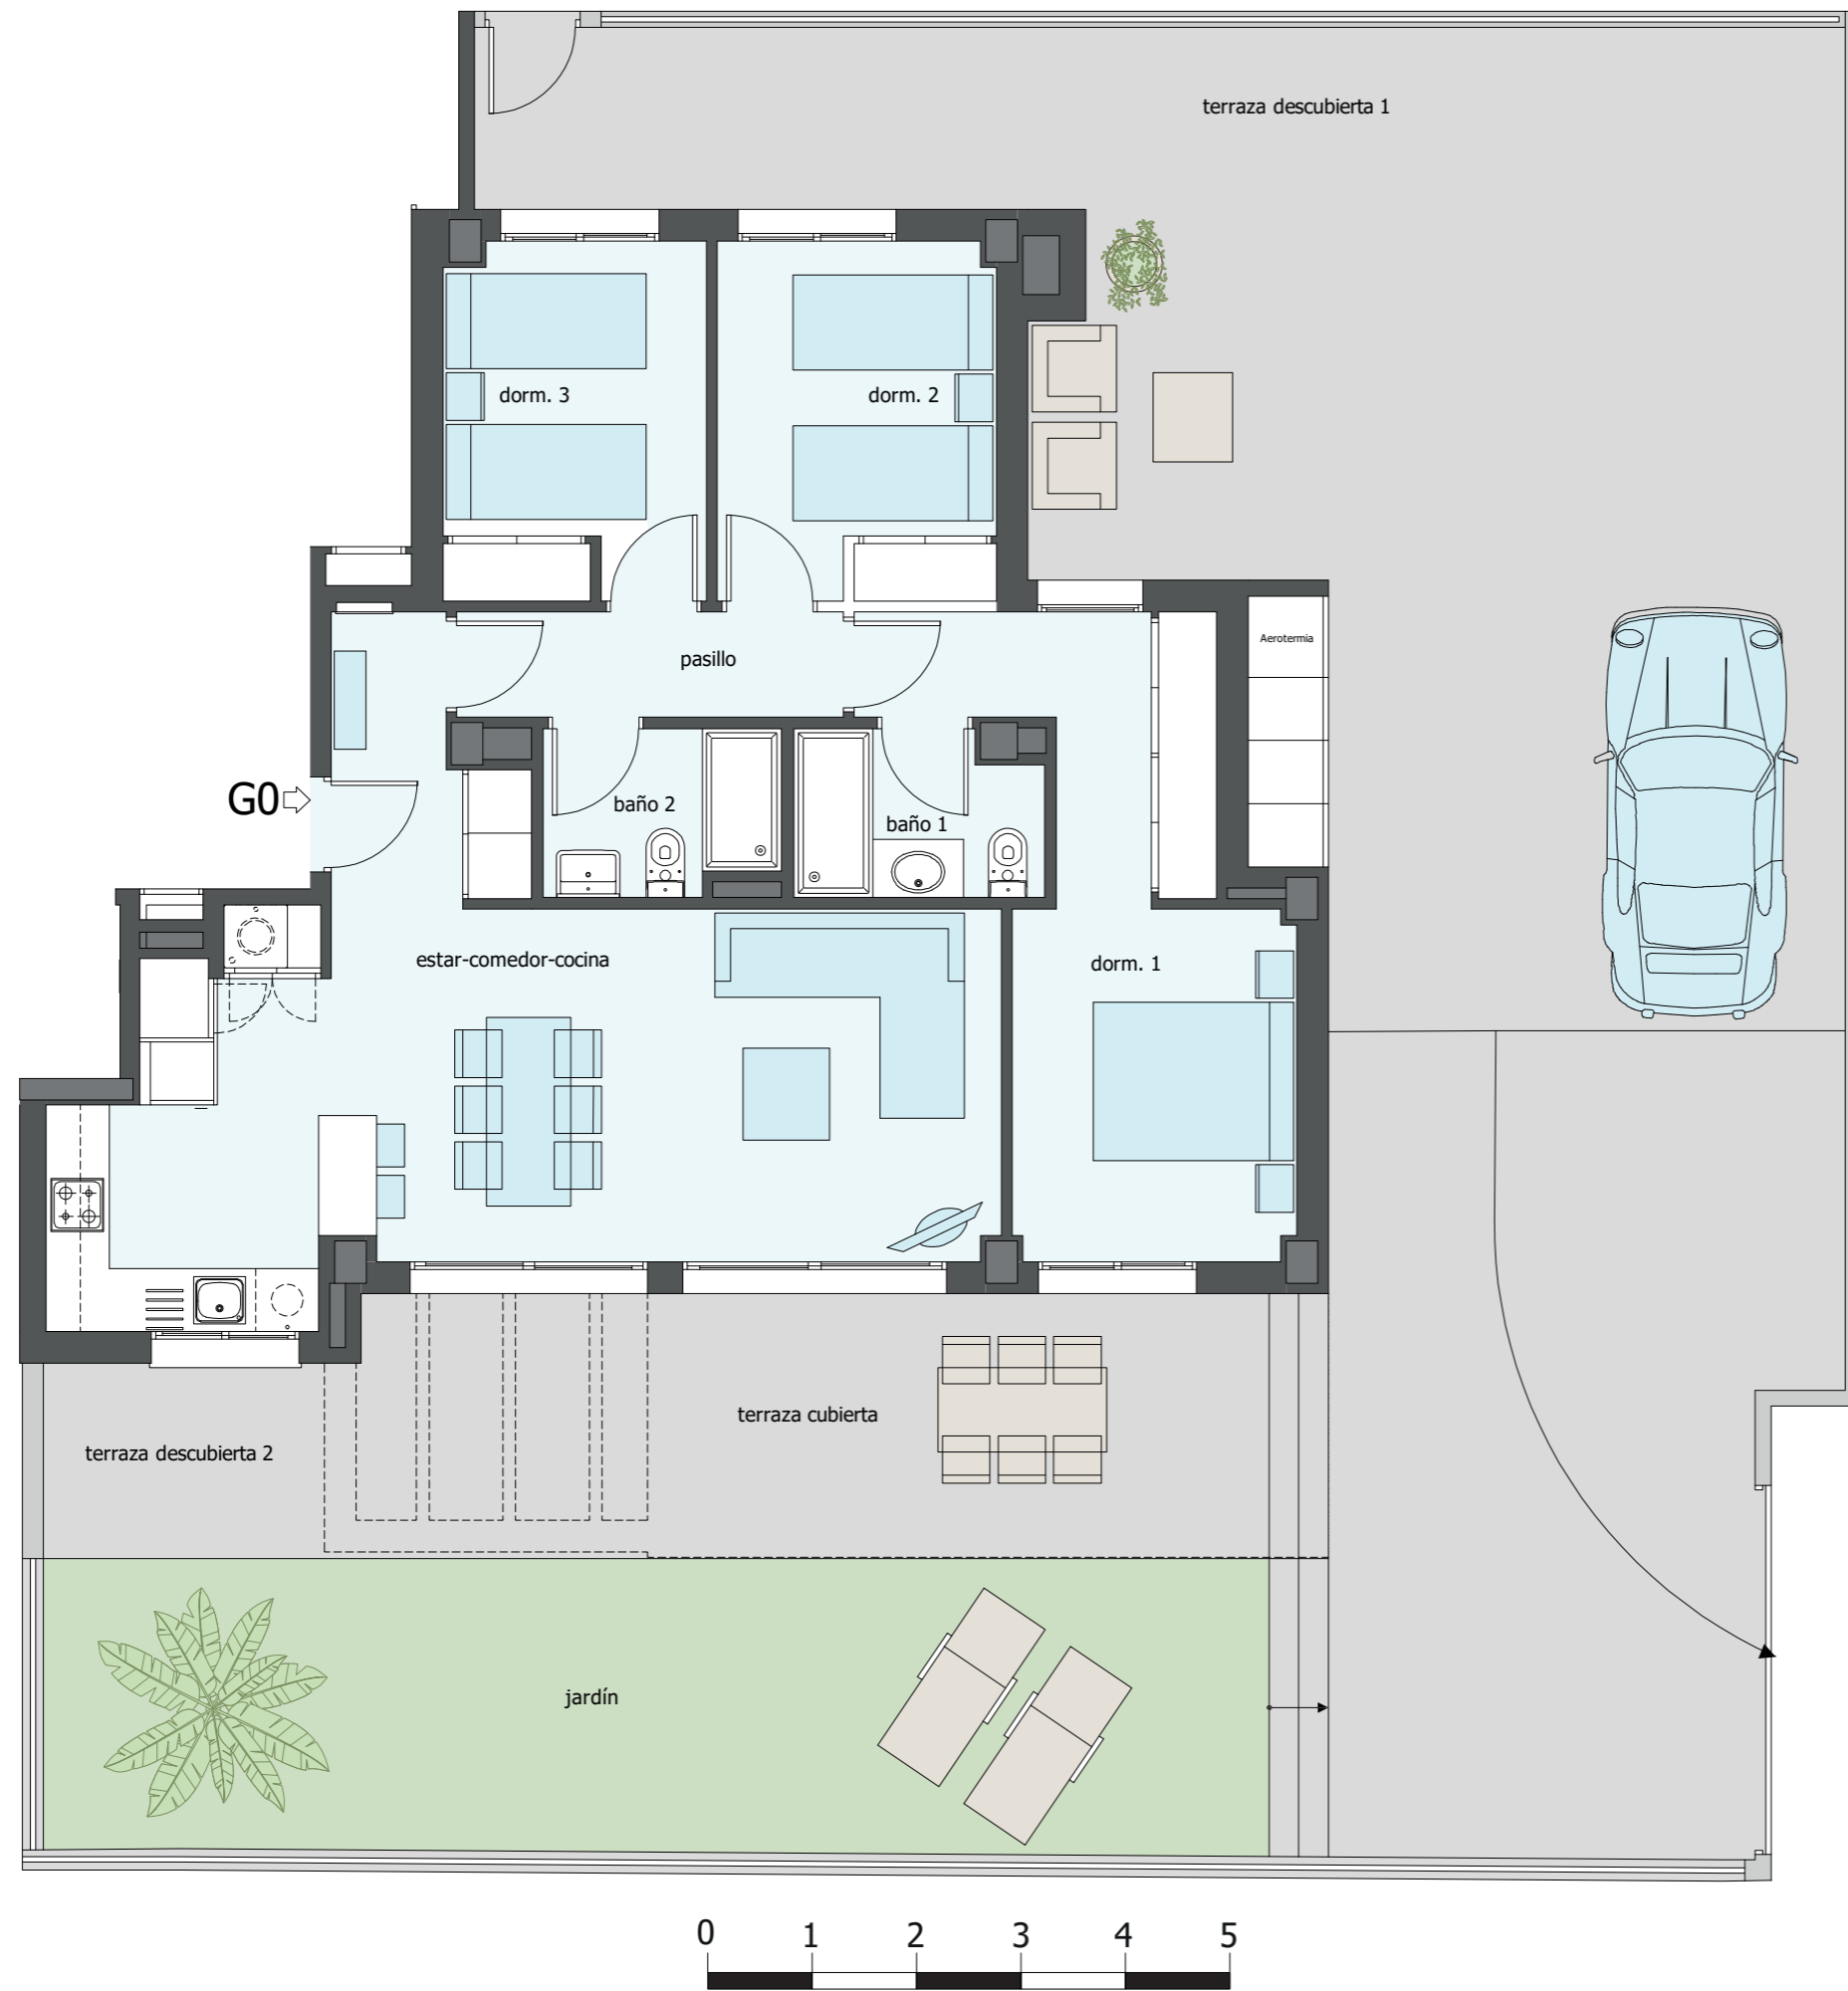 terraza descubierta 1
dorm. 3
dorm. 2
Aerotermia
pasillo
G0
baño 2
baño 1
estar-comedor-cocina
dorm. 1
terraza cubierta
terraza descubierta 2
jardín
0 1 2 3 4 5